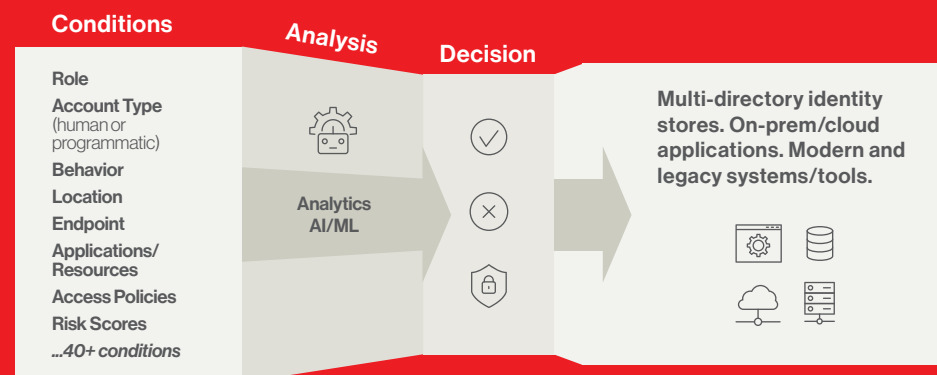 Conditions
Analysis
Decision
Role
Account Type
(human or
programmatic)
Behavior
Location
Endpoint
Applications/
Resources
Access Policies
Risk Scores
...40+ conditions
Analytics
AI/ML
Multi-directory identity
stores. On-prem/cloud
applications. Modern and
legacy systems/tools.